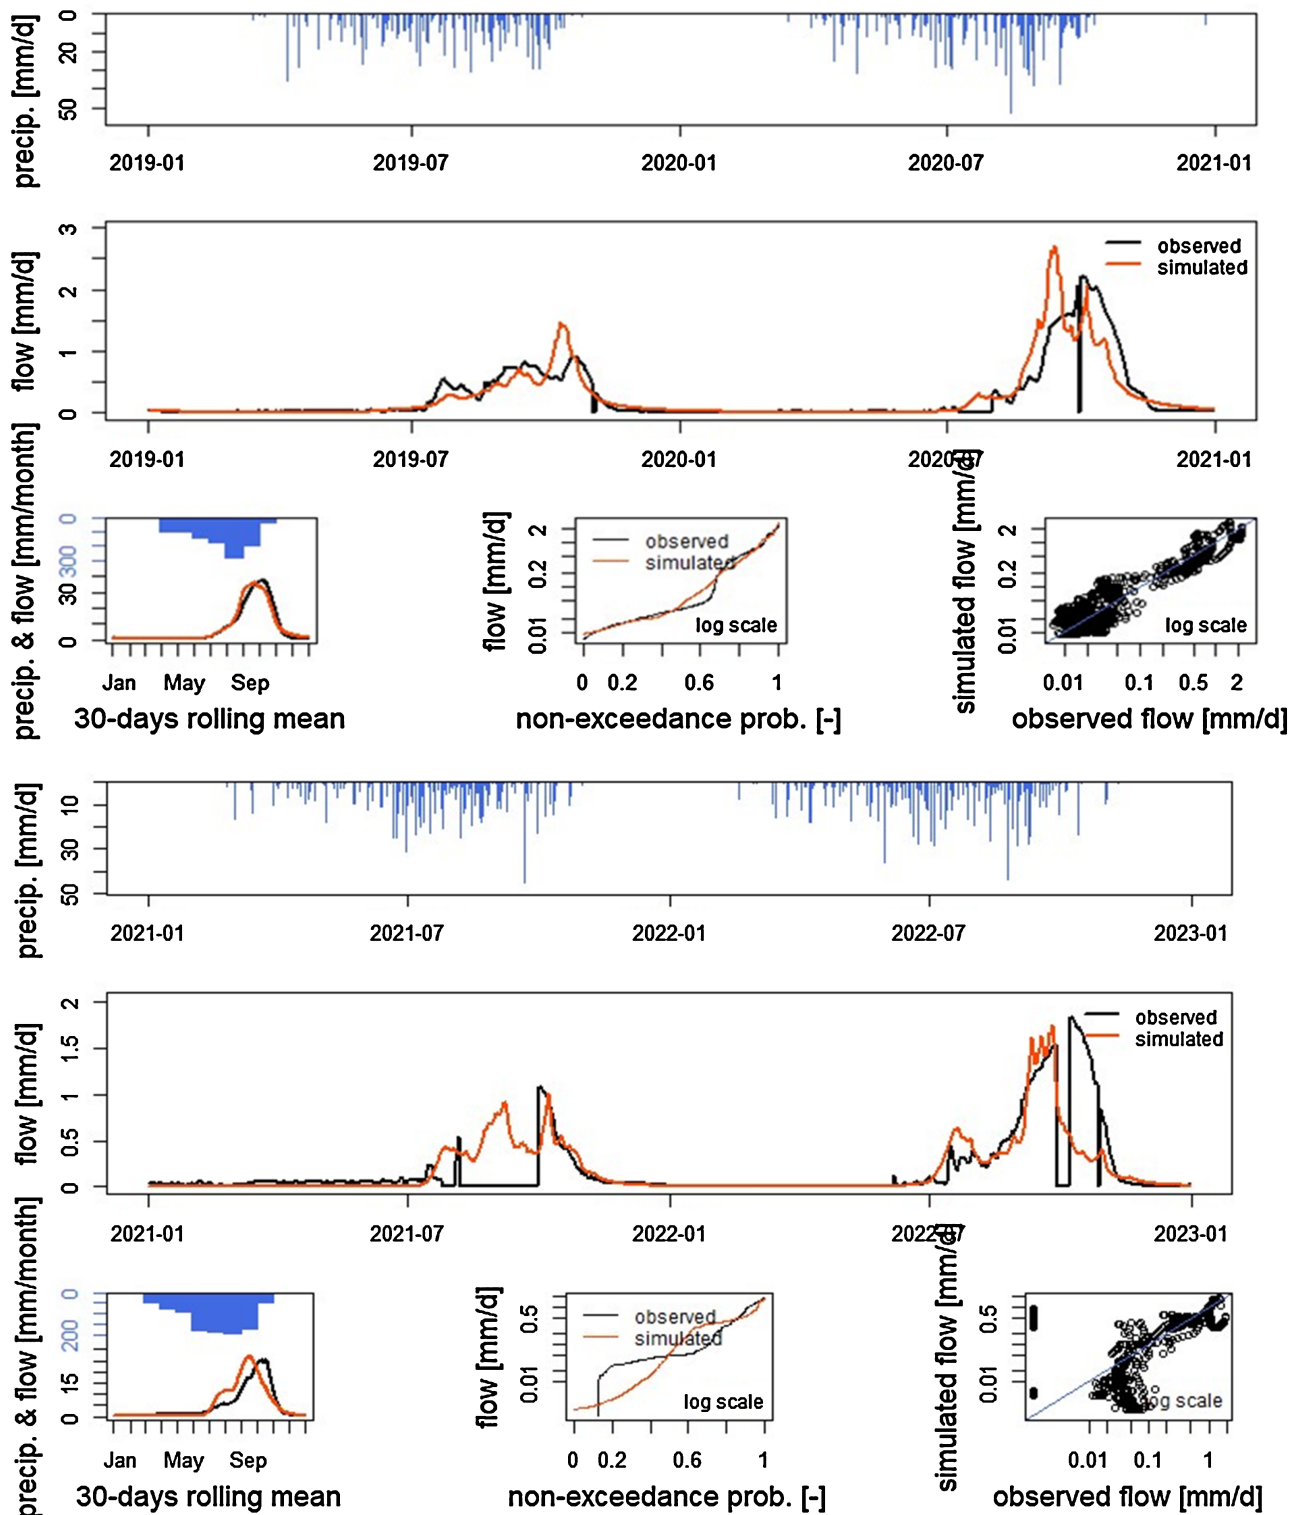 precip. [mm/d]
0
20
50
2019-01
2019-07
2020-01
2020-07
2021-01
flow [mm/d]
3
2
1
0
observed
simulated
2019-01
2019-07
2020-01
2020-07
2021-01
precip. & flow [mm/month]
0
300
30
0
Jan
May
Sep
30-days rolling mean
flow [mm/d]
2
0.2
0.01
observed
simulated
log scale
0
0.2
0.6
1
non-exceedance prob. [-]
simulated flow [mm/d]
2
0.2
0.01
log scale
0.01
0.1
0.5
2
observed flow [mm/d]
precip. [mm/d]
10
30
50
2021-01
2021-07
2022-01
2022-07
2023-01
flow [mm/d]
2
1.5
1
0.5
0
observed
simulated
2021-01
2021-07
2022-01
2022-07
2023-01
precip. & flow [mm/month]
0
200
15
0
Jan
May
Sep
30-days rolling mean
flow [mm/d]
0.5
0.01
observed
simulated
log scale
0
0.2
0.6
1
non-exceedance prob. [-]
simulated flow [mm/d]
0.5
0.01
log scale
0.01
0.1
1
observed flow [mm/d]